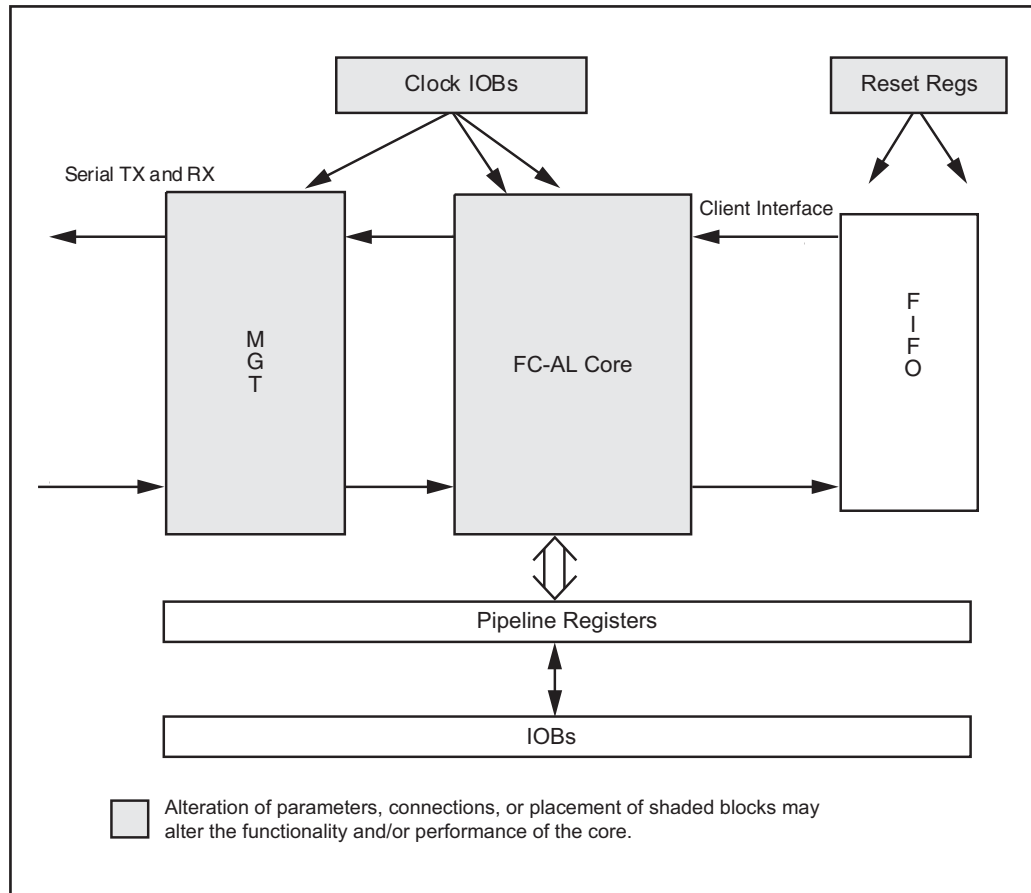 Clock IOBs
Reset Regs
Serial TX and RX
Client Interface
M
G
T
FC-AL Core
F
I
F
O
Pipeline Registers
IOBs
Alteration of parameters, connections, or placement of shaded blocks may
alter the functionality and/or performance of the core.